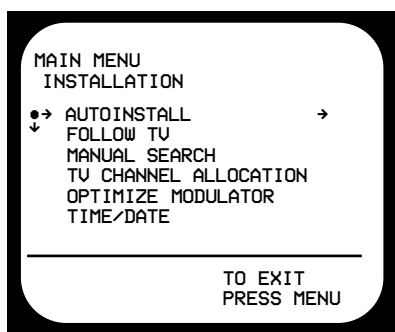 MAIN MENU
INSTALLATION
●→ AUTOINSTALL →
↓ FOLLOW TV
MANUAL SEARCH
TV CHANNEL ALLOCATION
OPTIMIZE MODULATOR
TIME/DATE
TO EXIT
PRESS MENU